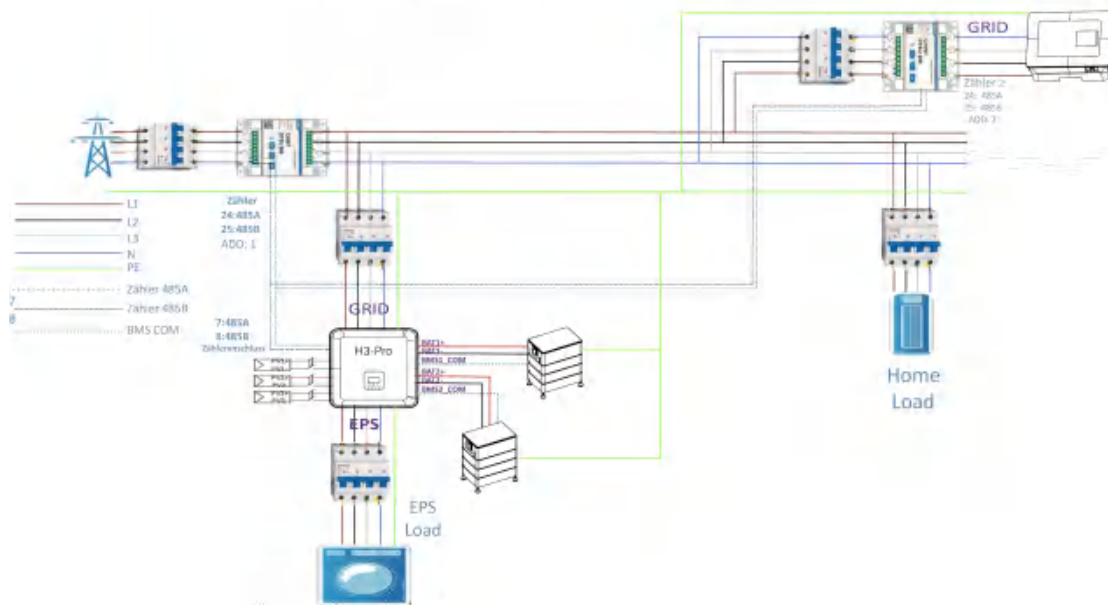 GRID
Zähler 2
24: 485A
25: 485B
ADD: 2
L1
L2
L3
N
PE
Zähler 485A
Zähler 485B
BMS COM
7
8
Zähler
24:485A
25:485B
ADD: 1
GRID
7:485A
8:485B
Zähleranschluss
H3-Pro
BAT1+
BAT1-
BMS1_COM
BAT2+
BAT2-
BMS2_COM
EPS
EPS
Load
Home
Load